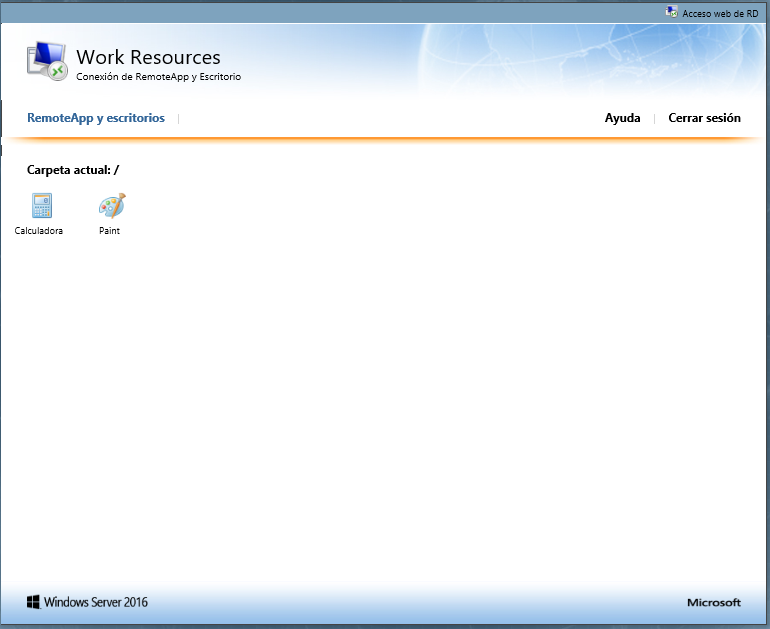 Acceso web de RD
Work Resources
Conexión de RemoteApp y Escritorio
RemoteApp y escritorios
Ayuda
Cerrar sesión
Carpeta actual: /
Calculadora
Paint
Windows Server 2016
Microsoft